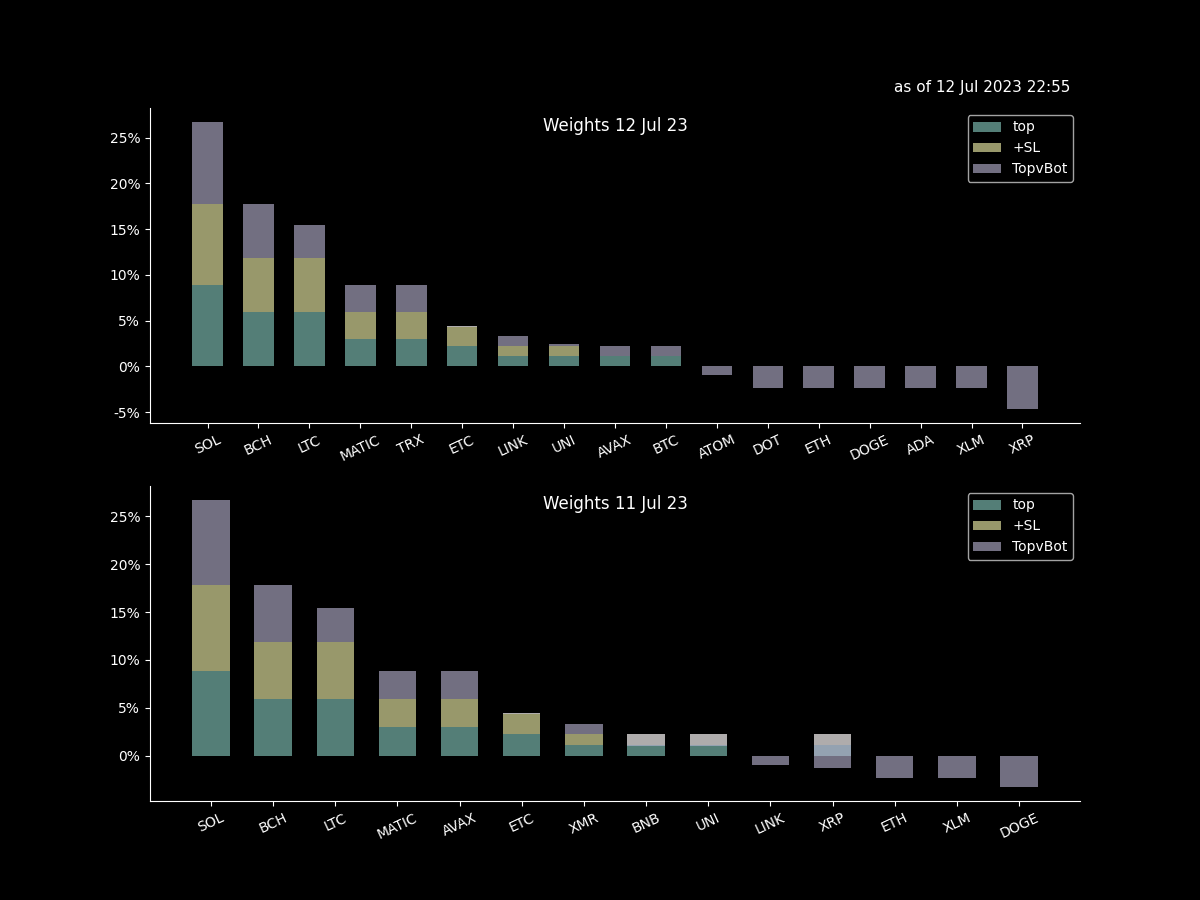 as of 12 Jul 2023 22:55
Weights 12 Jul 23
top
+SL
TopvBot
25%
20%
15%
10%
5%
0%
-5%
SOL BCH LTC MATIC TRX ETC LINK UNI AVAX BTC ATOM DOT ETH DOGE ADA XLM XRP
Weights 11 Jul 23
top
+SL
TopvBot
25%
20%
15%
10%
5%
0%
SOL BCH LTC MATIC AVAX ETC XMR BNB UNI LINK XRP ETH XLM DOGE